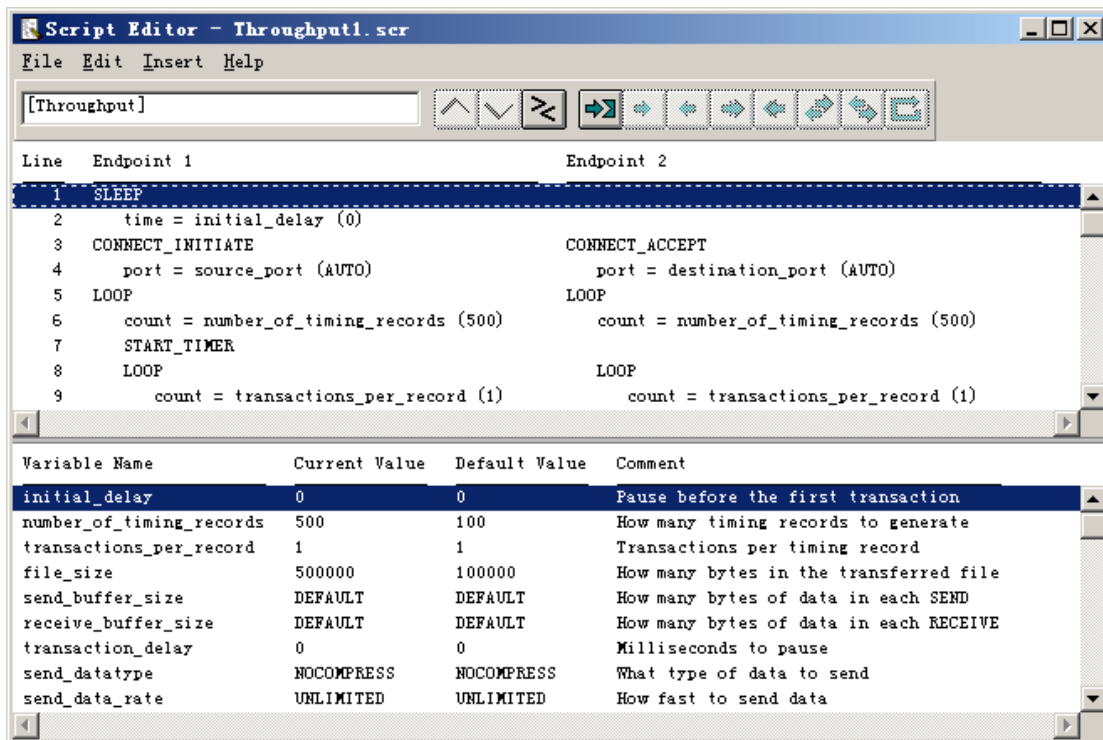 Script Editor - Throughput1.scr
File Edit Insert Help
[Throughput]
Line Endpoint 1 Endpoint 2
1 SLEEP
2 time = initial_delay (0)
3 CONNECT_INITIATE CONNECT_ACCEPT
4 port = source_port (AUTO) port = destination_port (AUTO)
5 LOOP LOOP
6 count = number_of_timing_records (500) count = number_of_timing_records (500)
7 START_TIMER
8 LOOP LOOP
9 count = transactions_per_record (1) count = transactions_per_record (1)
Variable Name Current Value Default Value Comment
initial_delay 0 0 Pause before the first transaction
number_of_timing_records 500 100 How many timing records to generate
transactions_per_record 1 1 Transactions per timing record
file_size 500000 100000 How many bytes in the transferred file
send_buffer_size DEFAULT DEFAULT How many bytes of data in each SEND
receive_buffer_size DEFAULT DEFAULT How many bytes of data in each RECEIVE
transaction_delay 0 0 Milliseconds to pause
send_datatype NOCOMPRESS NOCOMPRESS What type of data to send
send_data_rate UNLIMITED UNLIMITED How fast to send data